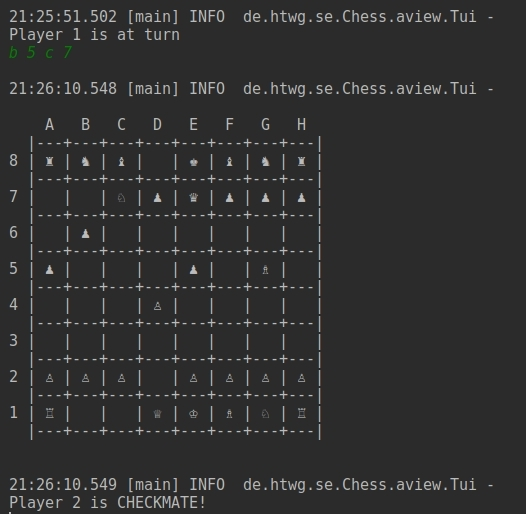 21:25:51.502 [main] INFO  de.htwg.se.Chess.aview.Tui -
Player 1 is at turn
b 5 c 7
21:26:10.548 [main] INFO  de.htwg.se.Chess.aview.Tui -
    A   B   C   D   E   F   G   H
  |---+---+---+---+---+---+---+---|
8 | ♜ | ♞ | ♝ |   | ♚ | ♝ | ♞ | ♜ |
  |---+---+---+---+---+---+---+---|
7 |   |   | ♘ | ♟ | ♛ | ♟ | ♟ | ♟ |
  |---+---+---+---+---+---+---+---|
6 |   | ♟ |   |   |   |   |   |   |
  |---+---+---+---+---+---+---+---|
5 | ♟ |   |   |   | ♟ |   | ♗ |   |
  |---+---+---+---+---+---+---+---|
4 |   |   |   | ♙ |   |   |   |   |
  |---+---+---+---+---+---+---+---|
3 |   |   |   |   |   |   |   |   |
  |---+---+---+---+---+---+---+---|
2 | ♙ | ♙ | ♙ |   | ♙ | ♙ | ♙ | ♙ |
  |---+---+---+---+---+---+---+---|
1 | ♖ |   |   | ♕ | ♔ | ♗ | ♘ | ♖ |
  |---+---+---+---+---+---+---+---|
21:26:10.549 [main] INFO  de.htwg.se.Chess.aview.Tui -
Player 2 is CHECKMATE!